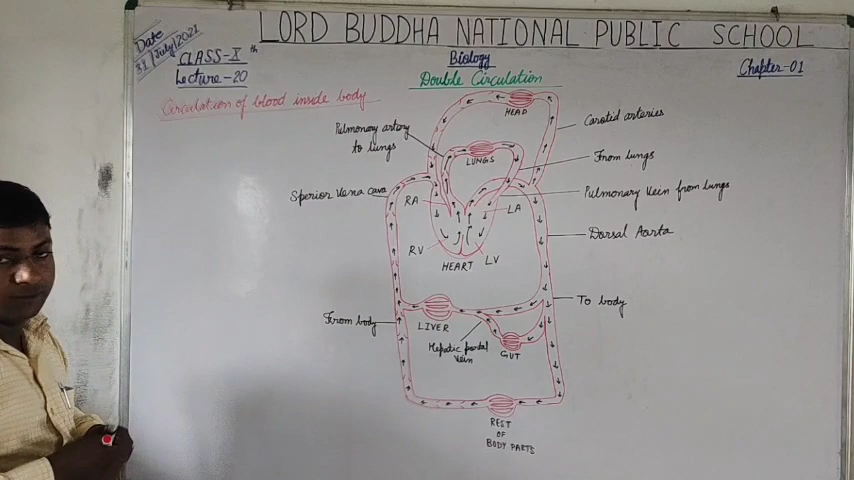 LORD BUDDHA NATIONAL PUBLIC SCHOOL
Date
31/July/2021
CLASS-X th
Lecture-20
Biology
Double Circulation
Chapter-01
Circulation of blood inside body
HEAD
Carotid arteries
Pulmonary artery
to lungs
LUNGS
From lungs
Sperior Vena cava
Pulmonary vein from lungs
RA
LA
Dorsal Aorta
RV
LV
HEART
To body
From body
LIVER
Hepatic portal
vein
GUT
REST
OF
BODY PARTS